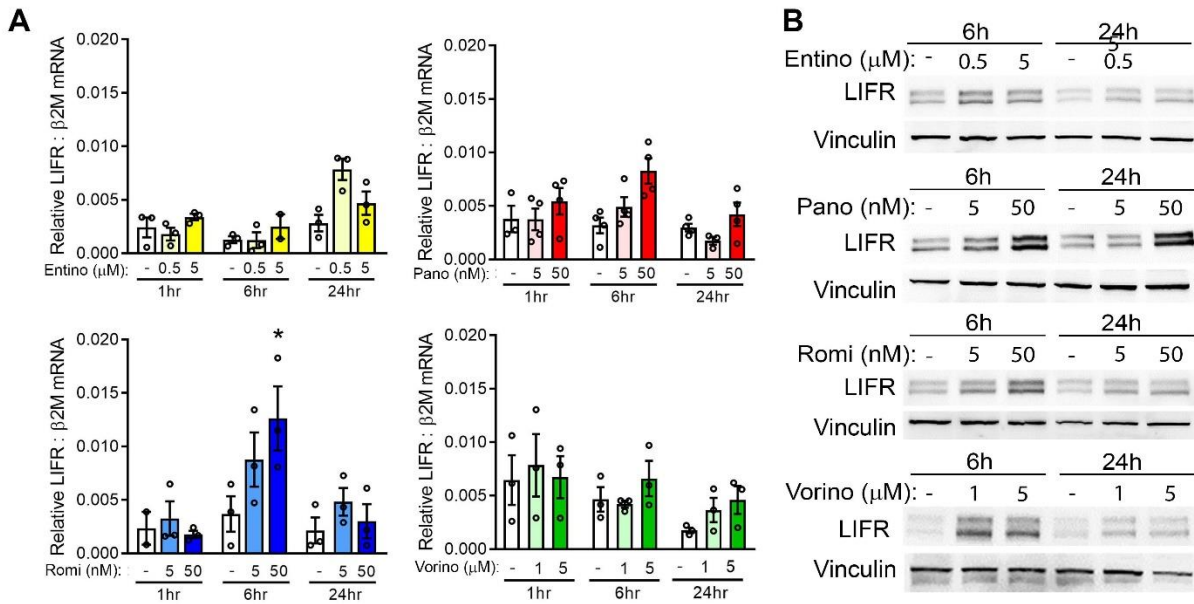 A
Relative LIFR : β2M mRNA
0.020
0.015
0.010
0.005
0.000
Entino (μM): - 0.5 5 - 0.5 5 - 0.5 5
1hr 6hr 24hr
Relative LIFR : β2M mRNA
0.020
0.015
0.010
0.005
0.000
Pano (nM): - 5 50 - 5 50 - 5 50
1hr 6hr 24hr
Relative LIFR : β2M mRNA
0.020
0.015
0.010
0.005
0.000
*
Romi (nM): - 5 50 - 5 50 - 5 50
1hr 6hr 24hr
Relative LIFR : β2M mRNA
0.020
0.015
0.010
0.005
0.000
Vorino (μM): - 1 5 - 1 5 - 1 5
1hr 6hr 24hr
B
6h 24h
5
Entino (μM): - 0.5 5 - 0.5
LIFR
Vinculin
6h 24h
Pano (nM): - 5 50 - 5 50
LIFR
Vinculin
6h 24h
Romi (nM): - 5 50 - 5 50
LIFR
Vinculin
6h 24h
Vorino (μM): - 1 5 - 1 5
LIFR
Vinculin